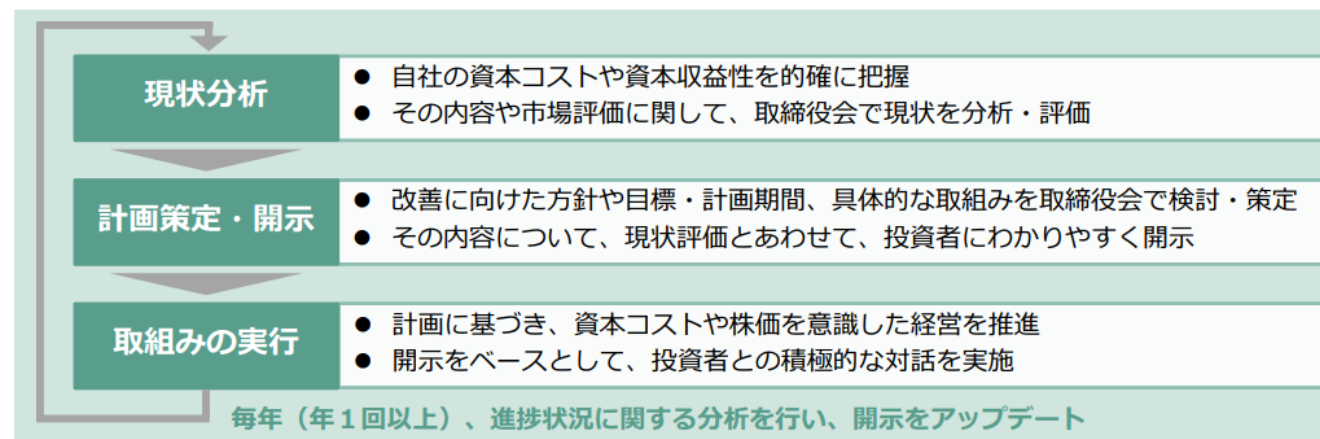 現状分析
● 自社の資本コストや資本収益性を的確に把握
● その内容や市場評価に関して、取締役会で現状を分析・評価
計画策定・開示
● 改善に向けた方針や目標・計画期間、具体的な取組みを取締役会で検討・策定
● その内容について、現状評価とあわせて、投資者にわかりやすく開示
取組みの実行
● 計画に基づき、資本コストや株価を意識した経営を推進
● 開示をベースとして、投資者との積極的な対話を実施
毎年（年１回以上）、進捗状況に関する分析を行い、開示をアップデート